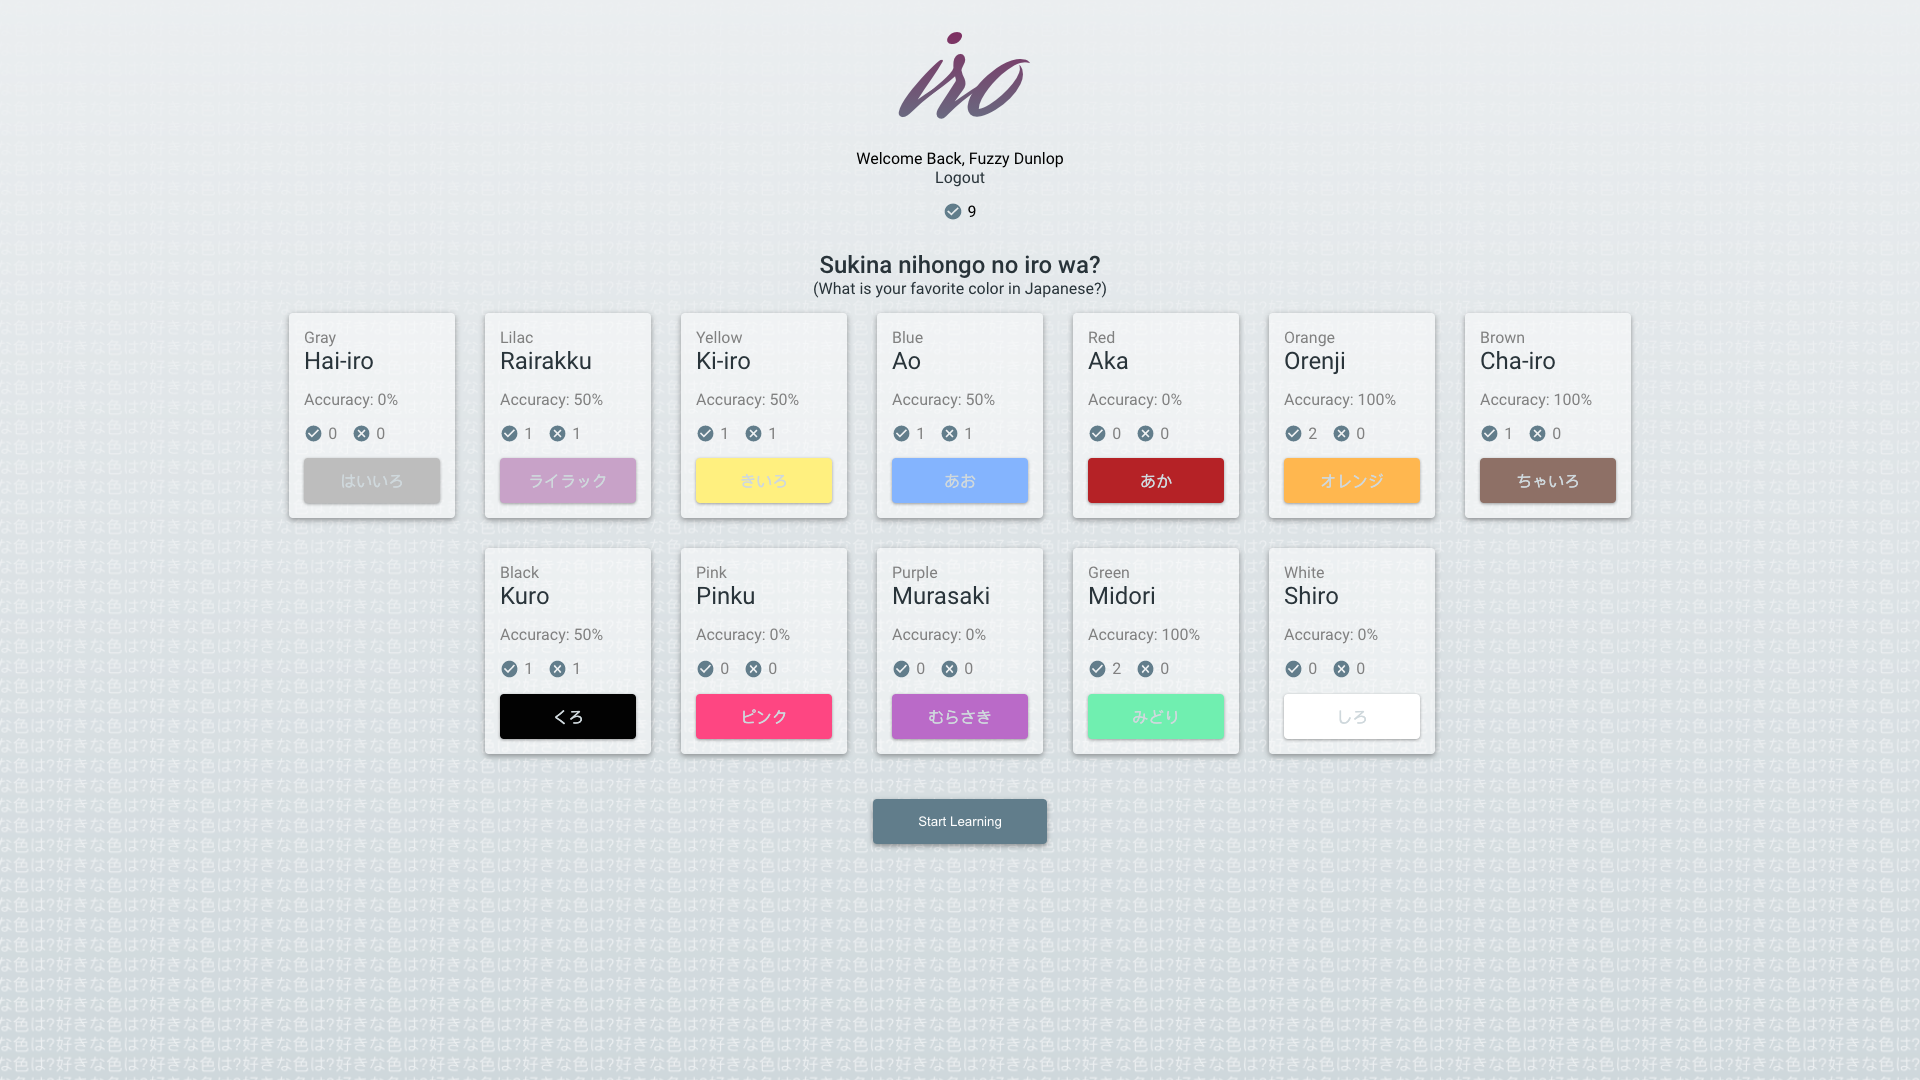 iro
Welcome Back, Fuzzy Dunlop
Logout
9
Sukina nihongo no iro wa?
(What is your favorite color in Japanese?)
Gray
Hai-iro
Accuracy: 0%
0 0
はいいろ
Lilac
Rairakku
Accuracy: 50%
1 1
ライラック
Yellow
Ki-iro
Accuracy: 50%
1 1
きいろ
Blue
Ao
Accuracy: 50%
1 1
あお
Red
Aka
Accuracy: 0%
0 0
あか
Orange
Orenji
Accuracy: 100%
2 0
オレンジ
Brown
Cha-iro
Accuracy: 100%
1 0
ちゃいろ
Black
Kuro
Accuracy: 50%
1 1
くろ
Pink
Pinku
Accuracy: 0%
0 0
ピンク
Purple
Murasaki
Accuracy: 0%
0 0
むらさき
Green
Midori
Accuracy: 100%
2 0
みどり
White
Shiro
Accuracy: 0%
0 0
しろ
Start Learning
好きな色は?